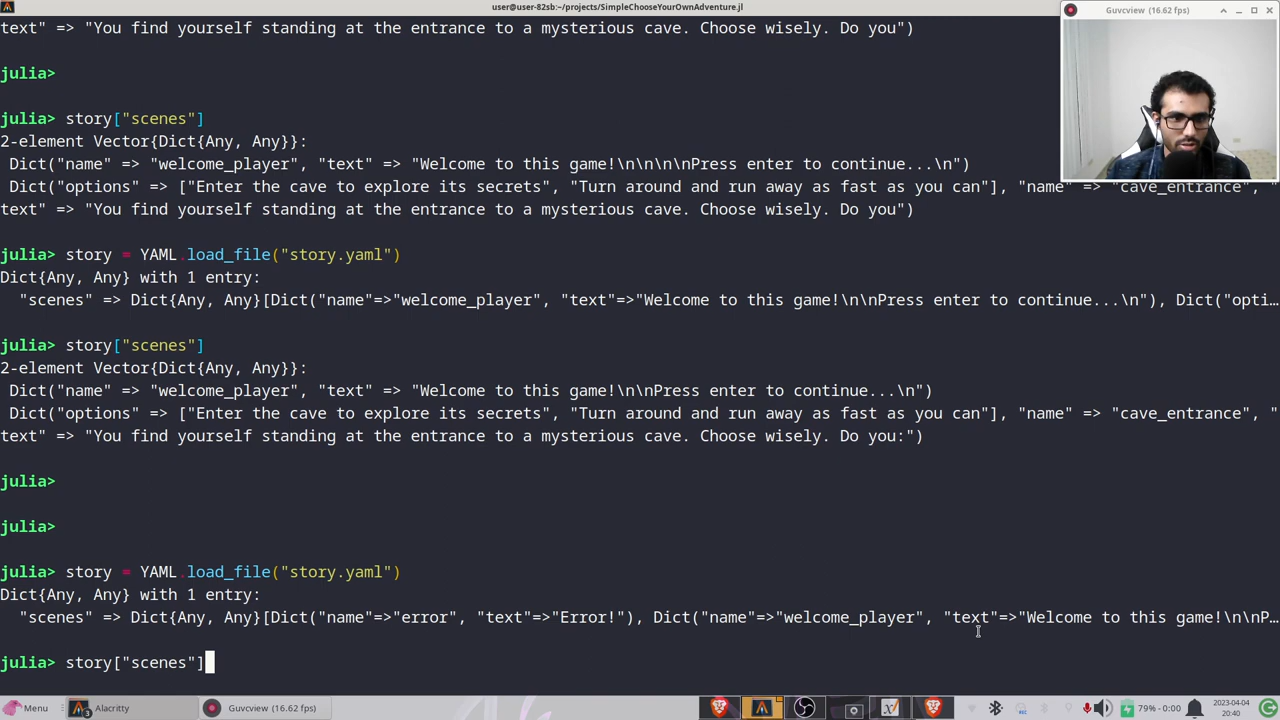 user@user-82sb:~/projects/SimpleChooseYourOwnAdventure.jl
Guvcview (16.62 fps)
text" => "You find yourself standing at the entrance to a mysterious cave. Choose wisely. Do you")
julia>
julia> story["scenes"]
2-element Vector{Dict{Any, Any}}:
Dict("name" => "welcome_player", "text" => "Welcome to this game!\n\n\n\nPress enter to continue...\n")
Dict("options" => ["Enter the cave to explore its secrets", "Turn around and run away as fast as you can"], "name" => "cave_entrance", "
text" => "You find yourself standing at the entrance to a mysterious cave. Choose wisely. Do you")
julia> story = YAML.load_file("story.yaml")
Dict{Any, Any} with 1 entry:
"scenes" => Dict{Any, Any}[Dict("name"=>"welcome_player", "text"=>"Welcome to this game!\n\nPress enter to continue...\n"), Dict("opti…
julia> story["scenes"]
2-element Vector{Dict{Any, Any}}:
Dict("name" => "welcome_player", "text" => "Welcome to this game!\n\nPress enter to continue...\n")
Dict("options" => ["Enter the cave to explore its secrets", "Turn around and run away as fast as you can"], "name" => "cave_entrance", "
text" => "You find yourself standing at the entrance to a mysterious cave. Choose wisely. Do you:")
julia>
julia>
julia> story = YAML.load_file("story.yaml")
Dict{Any, Any} with 1 entry:
"scenes" => Dict{Any, Any}[Dict("name"=>"error", "text"=>"Error!"), Dict("name"=>"welcome_player", "text"=>"Welcome to this game!\n\nP…
julia> story["scenes"]
Menu
3
Alacritty
Guvcview (16.62 fps)
79% - 0:00
2023-04-04
20:40